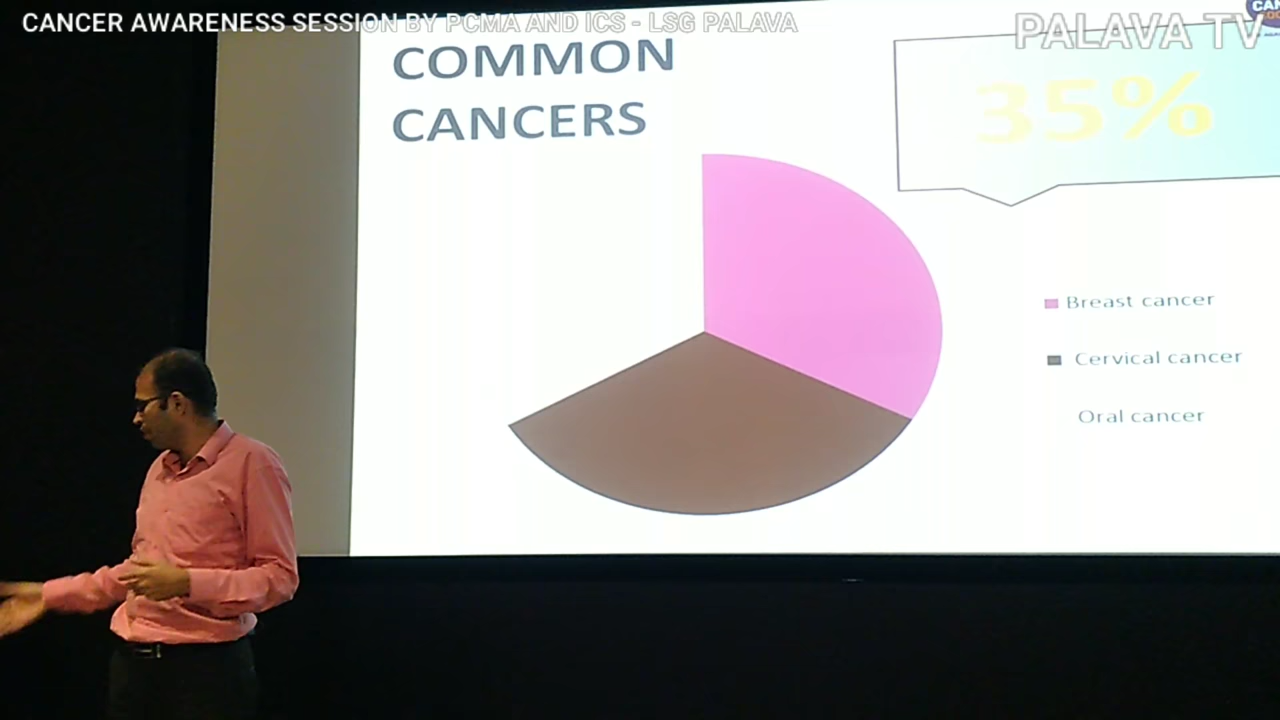 CANCER AWARENESS SESSION BY PCMA AND ICS - LSG PALAVA
PALAVA TV
COMMON
CANCERS
35%
Breast cancer
Cervical cancer
Oral cancer